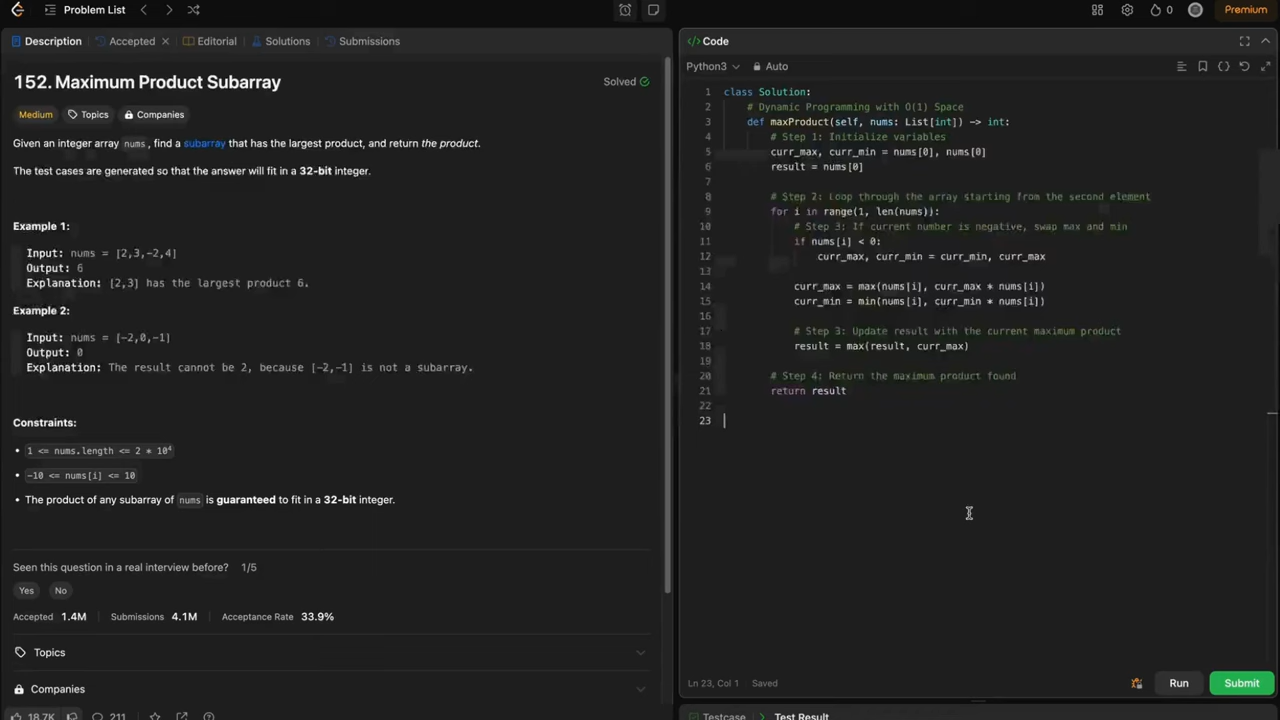 Problem List
Premium
0
Description
Accepted
Editorial
Solutions
Submissions
152. Maximum Product Subarray
Solved
Medium
Topics
Companies
Given an integer array nums, find a subarray that has the largest product, and return the product.
The test cases are generated so that the answer will fit in a 32-bit integer.
Example 1:
Input: nums = [2,3,-2,4]
Output: 6
Explanation: [2,3] has the largest product 6.
Example 2:
Input: nums = [-2,0,-1]
Output: 0
Explanation: The result cannot be 2, because [-2,-1] is not a subarray.
Constraints:
• 1 <= nums.length <= 2 * 10⁴
• -10 <= nums[i] <= 10
• The product of any subarray of nums is guaranteed to fit in a 32-bit integer.
Seen this question in a real interview before? 1/5
Yes No
Accepted 1.4M | Submissions 4.1M | Acceptance Rate 33.9%
Topics
Companies
18.7K 211
</> Code
Python3 Auto
1 class Solution:
2     # Dynamic Programming with O(1) Space
3     def maxProduct(self, nums: List[int]) -> int:
4         # Step 1: Initialize variables
5         curr_max, curr_min = nums[0], nums[0]
6         result = nums[0]
7
8         # Step 2: Loop through the array starting from the second element
9         for i in range(1, len(nums)):
10             # Step 3: If current number is negative, swap max and min
11             if nums[i] < 0:
12                 curr_max, curr_min = curr_min, curr_max
13
14             curr_max = max(nums[i], curr_max * nums[i])
15             curr_min = min(nums[i], curr_min * nums[i])
16
17             # Step 3: Update result with the current maximum product
18             result = max(result, curr_max)
19
20         # Step 4: Return the maximum product found
21         return result
22
23
Ln 23, Col 1 Saved
Run
Submit
Testcase
Test Result